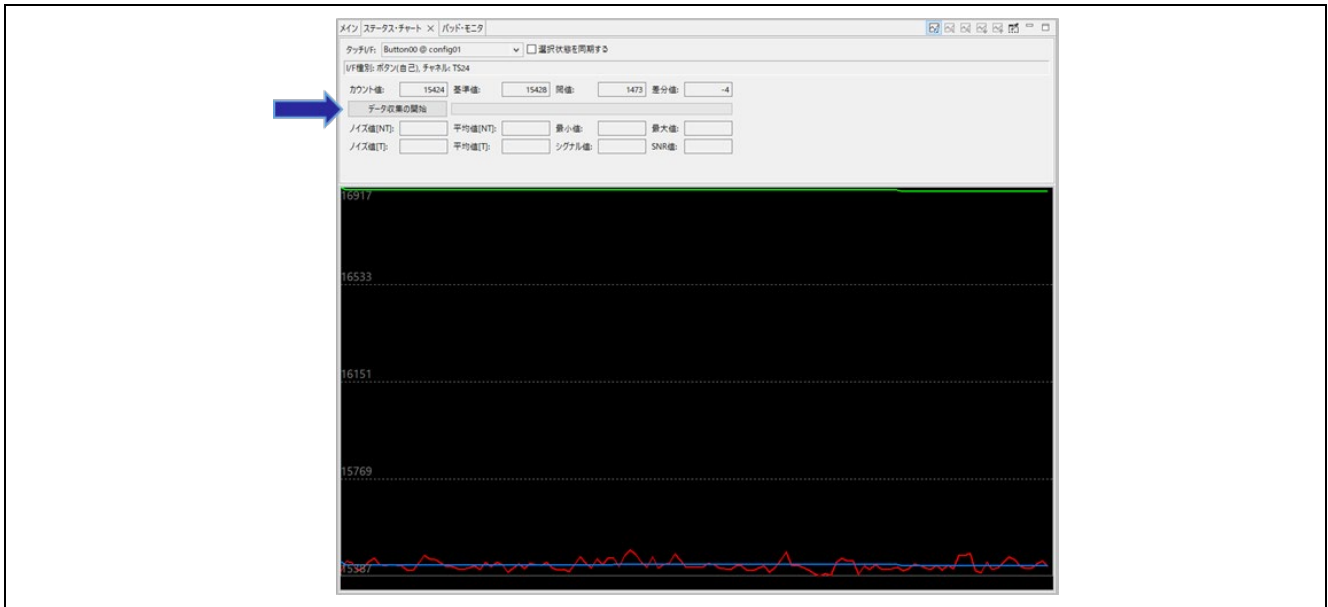 メイン ステータス・チャート × パッド・モニタ
タッチI/F: Button00 @ config01 選択状態を同期する
I/F種別: ボタン(自己), チャネル: TS24
カウント値: 15424 基準値: 15428 閾値: 1473 差分値: -4
データ収集の開始
ノイズ値[NT]: 平均値[NT]: 最小値: 最大値:
ノイズ値[T]: 平均値[T]: シグナル値: SNR値:
16917
16533
16151
15769
15387